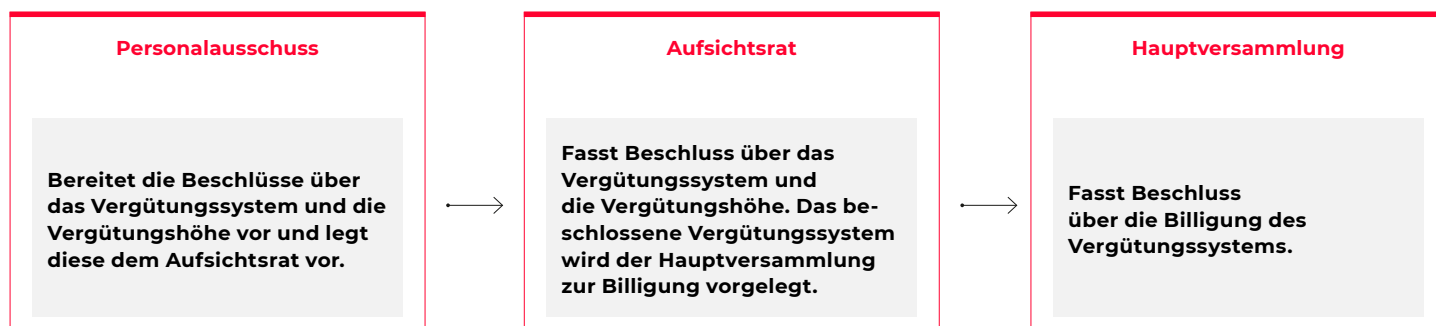 Personalausschuss
Bereitet die Beschlüsse über
das Vergütungssystem und die
Vergütungshöhe vor und legt
diese dem Aufsichtsrat vor.
Aufsichtsrat
Fasst Beschluss über das
Vergütungssystem und
die Vergütungshöhe. Das be-
schlossene Vergütungssystem
wird der Hauptversammlung
zur Billigung vorgelegt.
Hauptversammlung
Fasst Beschluss
über die Billigung des
Vergütungssystems.